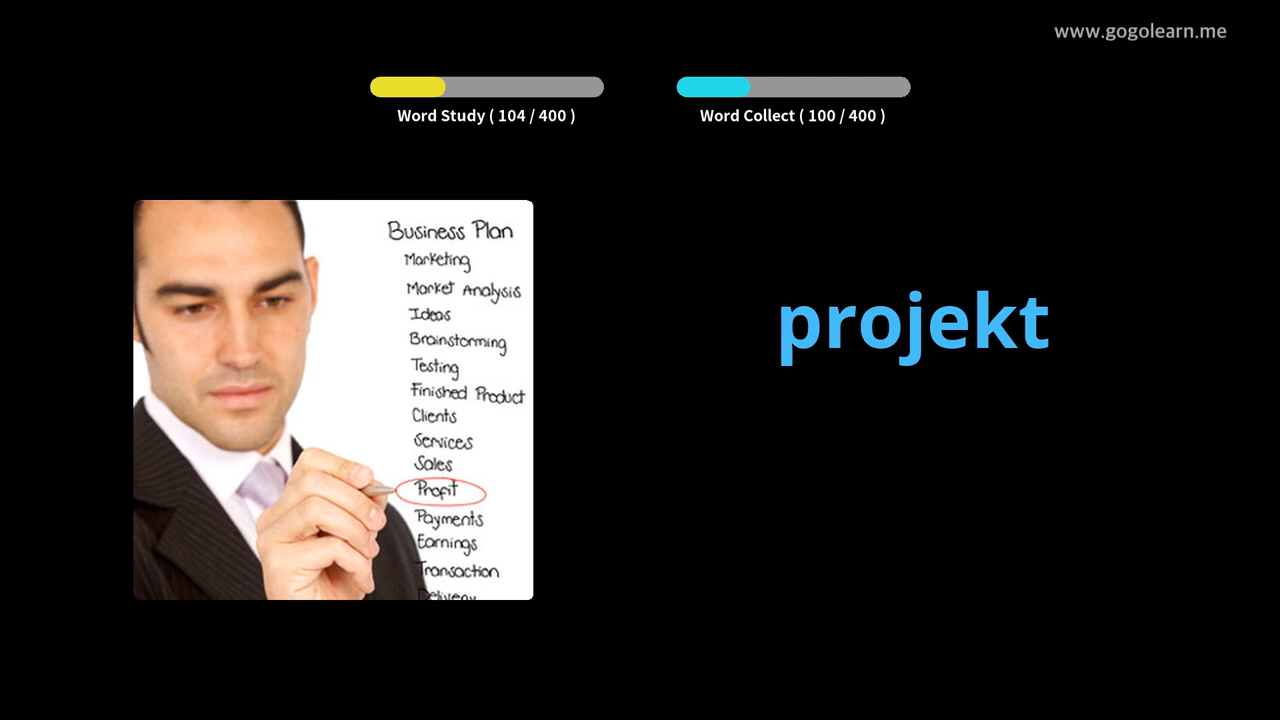 www.gogolearn.me
Word Study ( 104 / 400 )
Word Collect ( 100 / 400 )
Business Plan
Marketing
Market Analysis
Ideas
Brainstorming
Testing
Finished Product
Clients
Services
Sales
Profit
Payments
Earnings
Transaction
Delivery
projekt